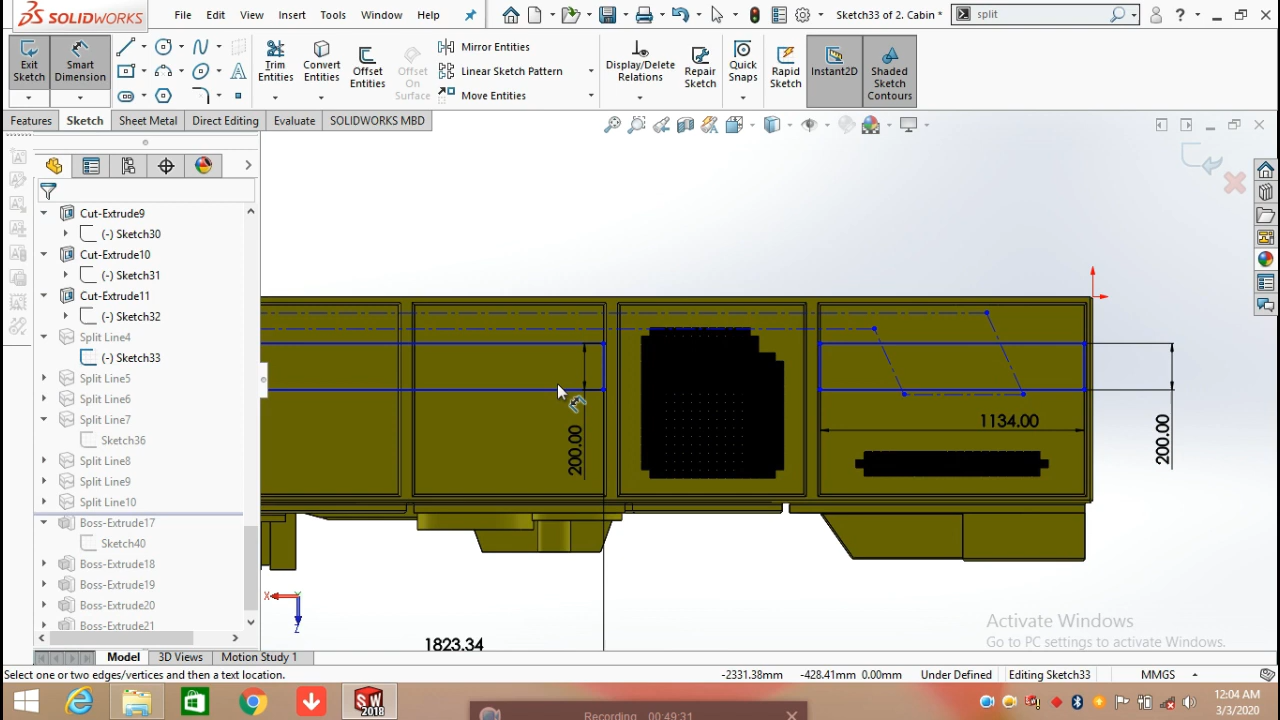 SOLIDWORKS
File
Edit
View
Insert
Tools
Window
Help
Sketch33 of 2. Cabin *
split
Exit Sketch
Smart Dimension
Trim Entities
Convert Entities
Offset Entities
Offset On Surface
Mirror Entities
Linear Sketch Pattern
Move Entities
Display/Delete Relations
Repair Sketch
Quick Snaps
Rapid Sketch
Instant2D
Shaded Sketch Contours
Features
Sketch
Sheet Metal
Direct Editing
Evaluate
SOLIDWORKS MBD
Cut-Extrude9
(-) Sketch30
Cut-Extrude10
(-) Sketch31
Cut-Extrude11
(-) Sketch32
Split Line4
(-) Sketch33
Split Line5
Split Line6
Split Line7
Sketch36
Split Line8
Split Line9
Split Line10
Boss-Extrude17
Sketch40
Boss-Extrude18
Boss-Extrude19
Boss-Extrude20
Boss-Extrude21
200.00
1134.00
200.00
1823.34
X
Z
Activate Windows
Go to PC settings to activate Windows.
Model
3D Views
Motion Study 1
Select one or two edges/vertices and then a text location.
-2331.38mm
-428.41mm 0.00mm
Under Defined
Editing Sketch33
MMGS
SW
2018
Recording
00:49:31
12:04 AM
3/3/2020